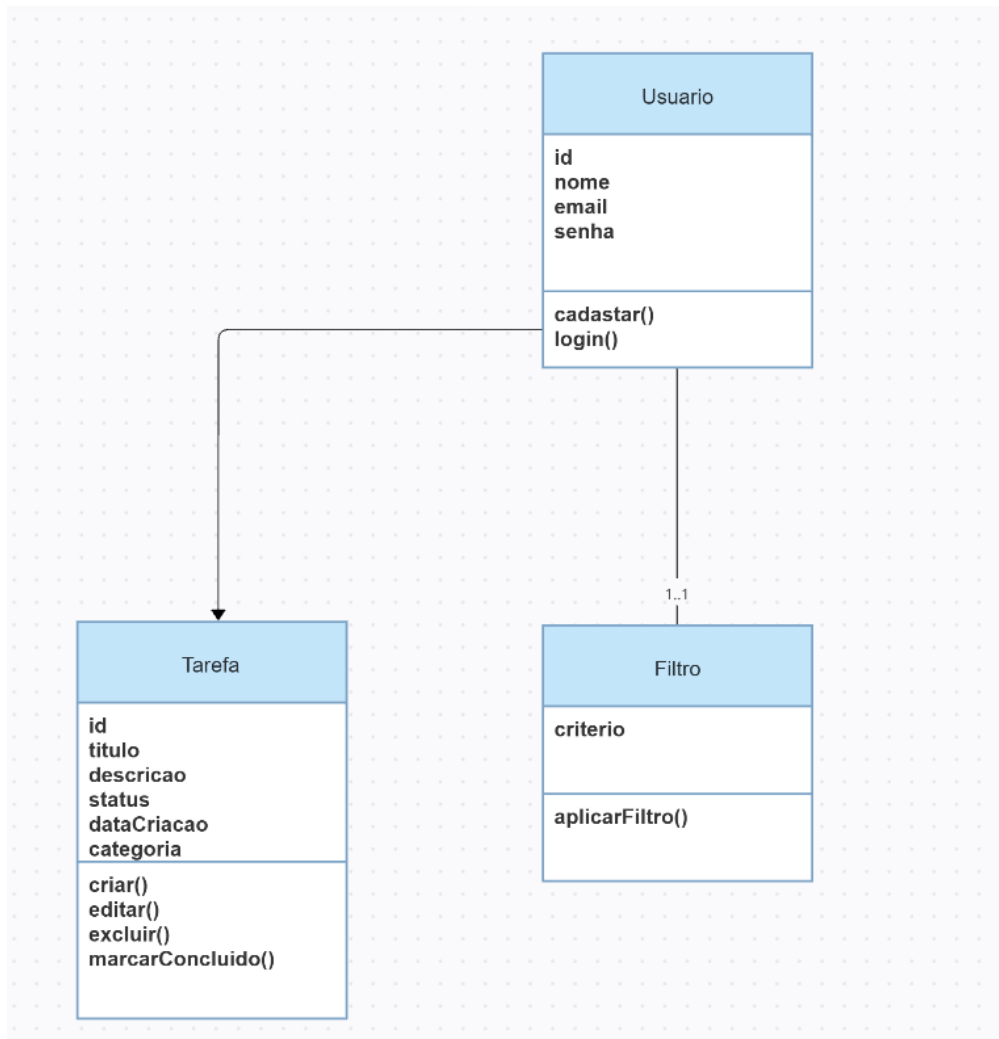 Usuario
id
nome
email
senha
cadastar()
login()
1..1
Tarefa
id
titulo
descricao
status
dataCriacao
categoria
criar()
editar()
excluir()
marcarConcluido()
Filtro
criterio
aplicarFiltro()